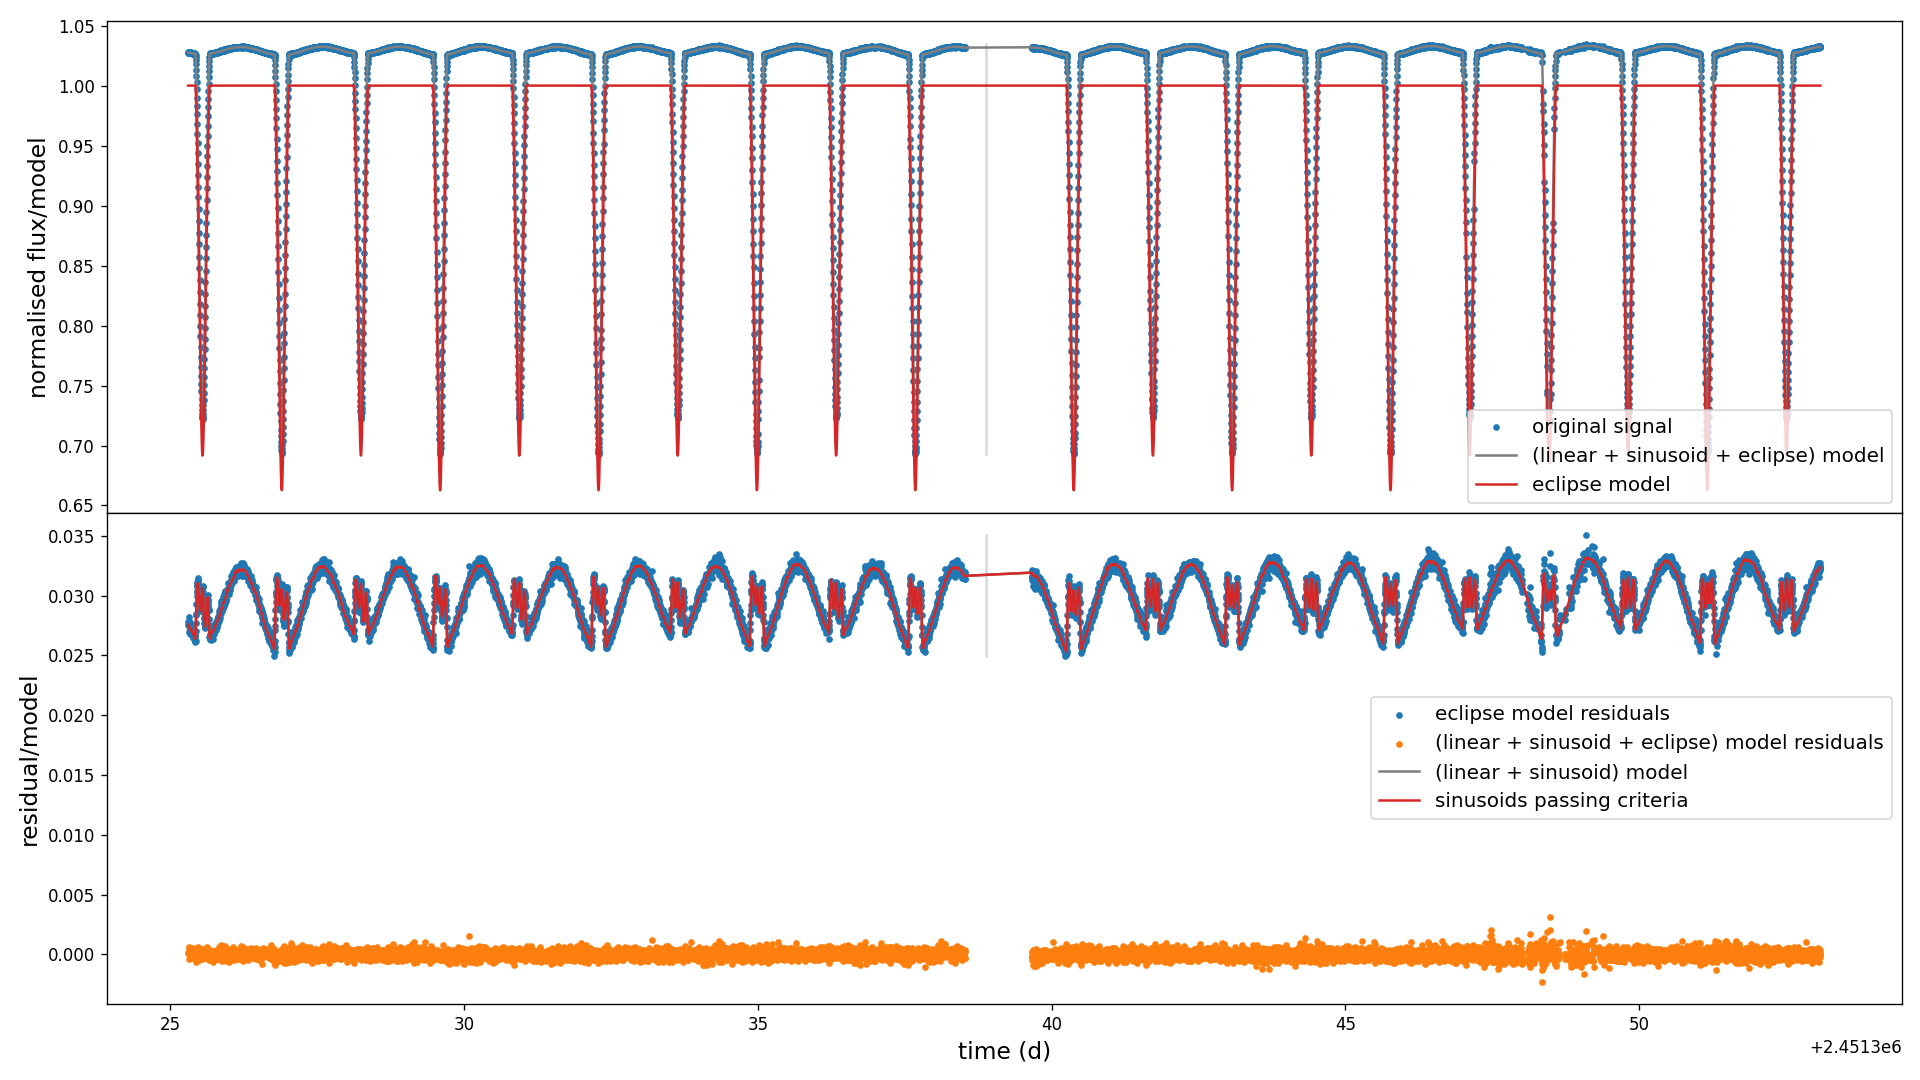 1.05
1.00
0.95
0.90
0.85
0.80
0.75
0.70
0.65
normalised flux/model
original signal
(linear + sinusoid + eclipse) model
eclipse model
0.035
0.030
0.025
0.020
0.015
0.010
0.005
0.000
residual/model
eclipse model residuals
(linear + sinusoid + eclipse) model residuals
(linear + sinusoid) model
sinusoids passing criteria
25 30 35 40 45 50
time (d)
+2.4513e6